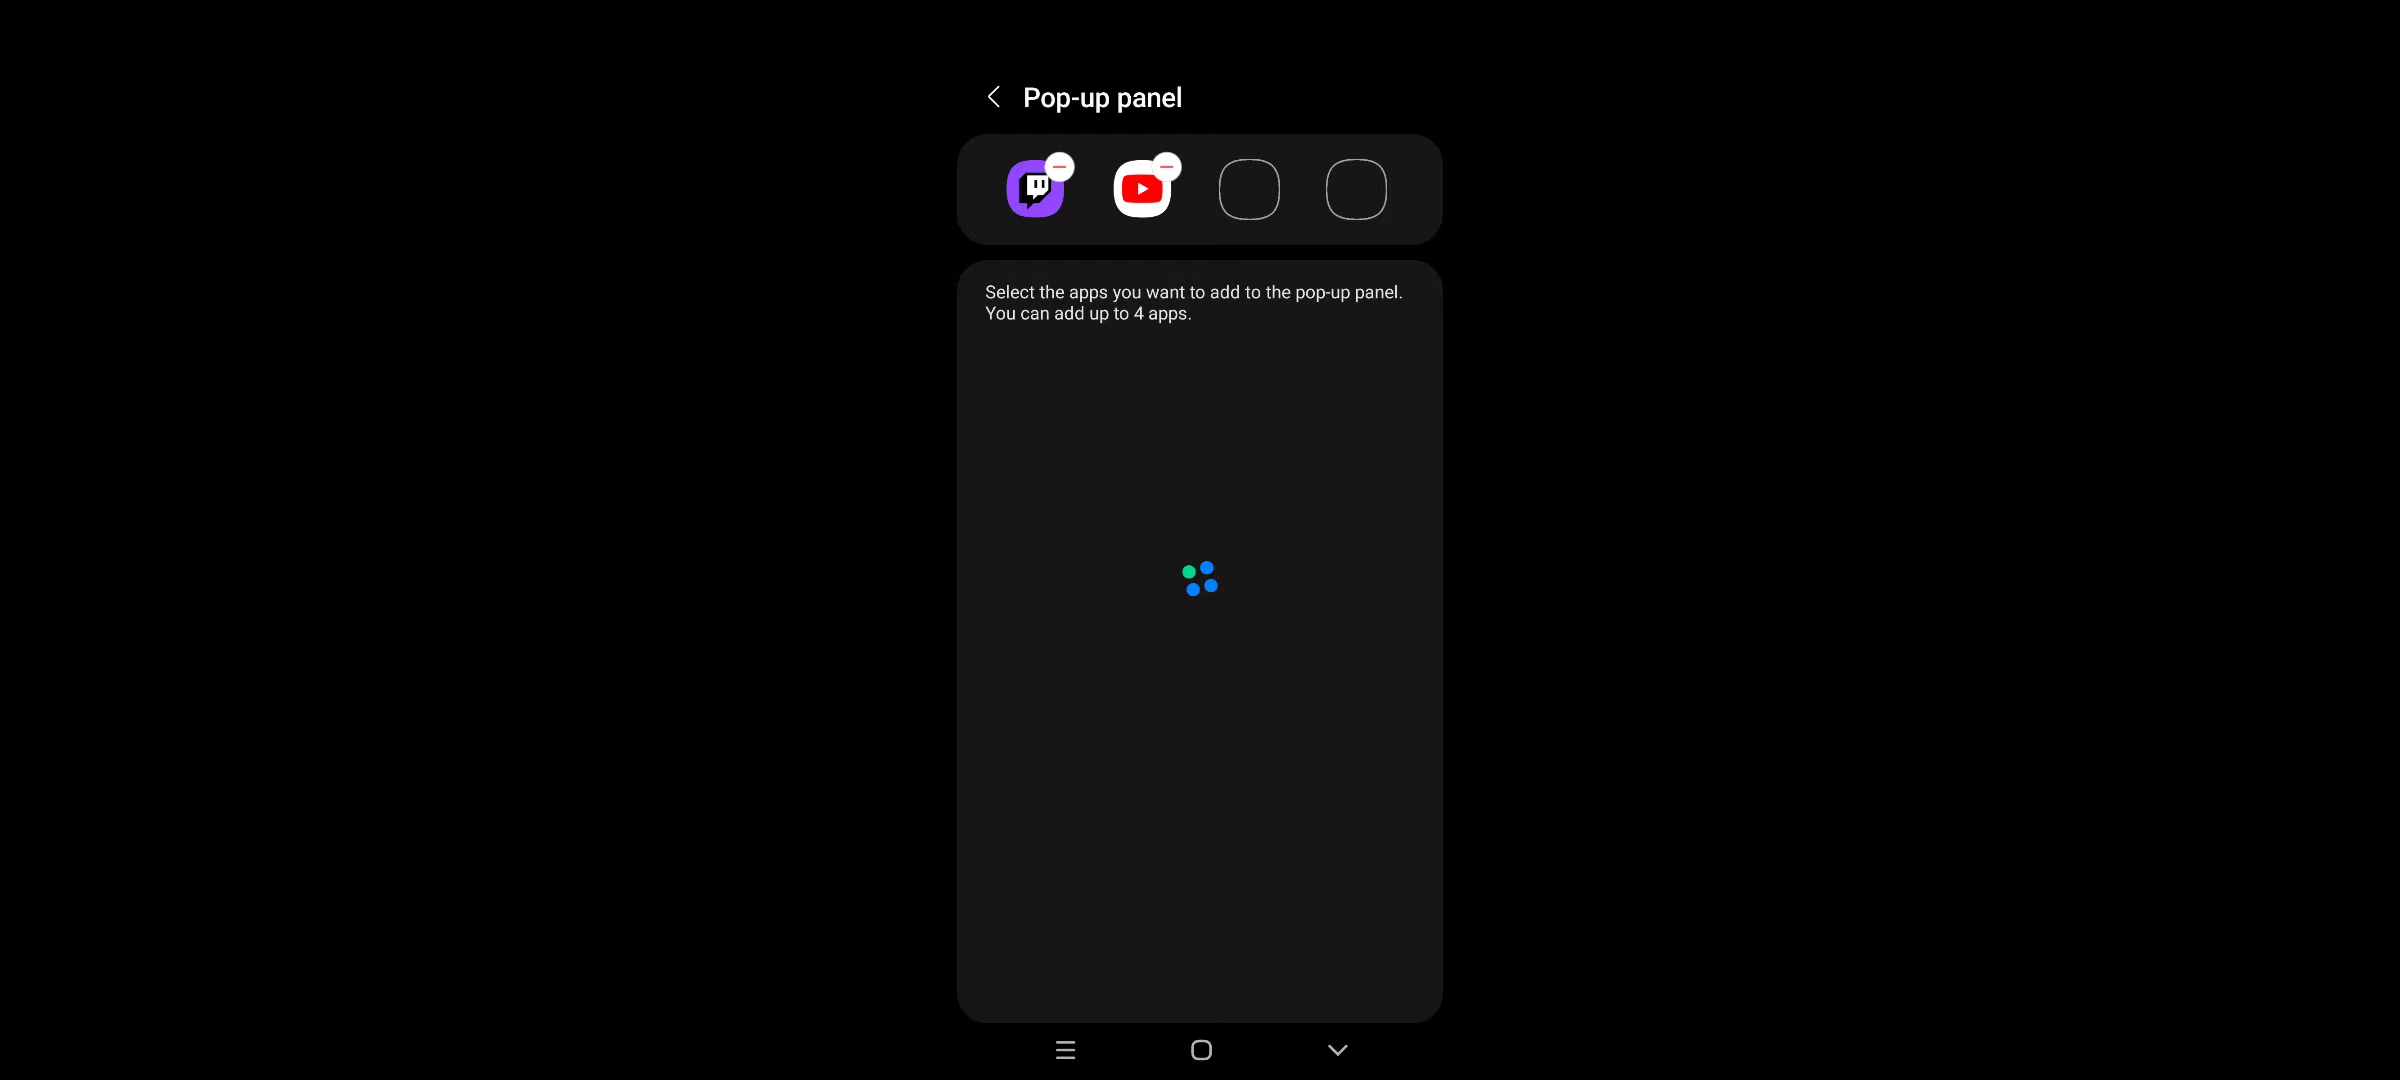 Pop-up panel
Select the apps you want to add to the pop-up panel.
You can add up to 4 apps.